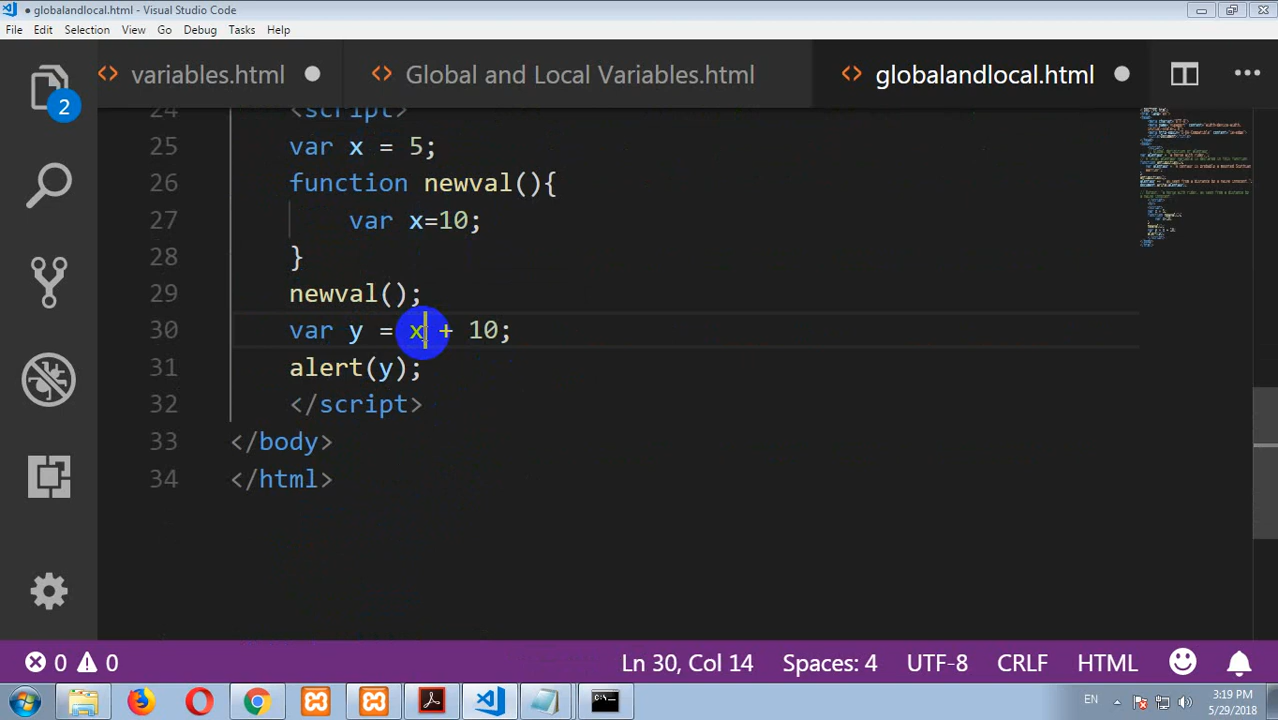 ● globalandlocal.html - Visual Studio Code
File Edit Selection View Go Debug Tasks Help
variables.html Global and Local Variables.html globalandlocal.html
2
24 <script>
25 var x = 5;
26 function newval(){
27 var x=10;
28 }
29 newval();
30 var y = x + 10;
31 alert(y);
32 </script>
33 </body>
34 </html>
0 0 Ln 30, Col 14 Spaces: 4 UTF-8 CRLF HTML
EN 3:19 PM
5/29/2018